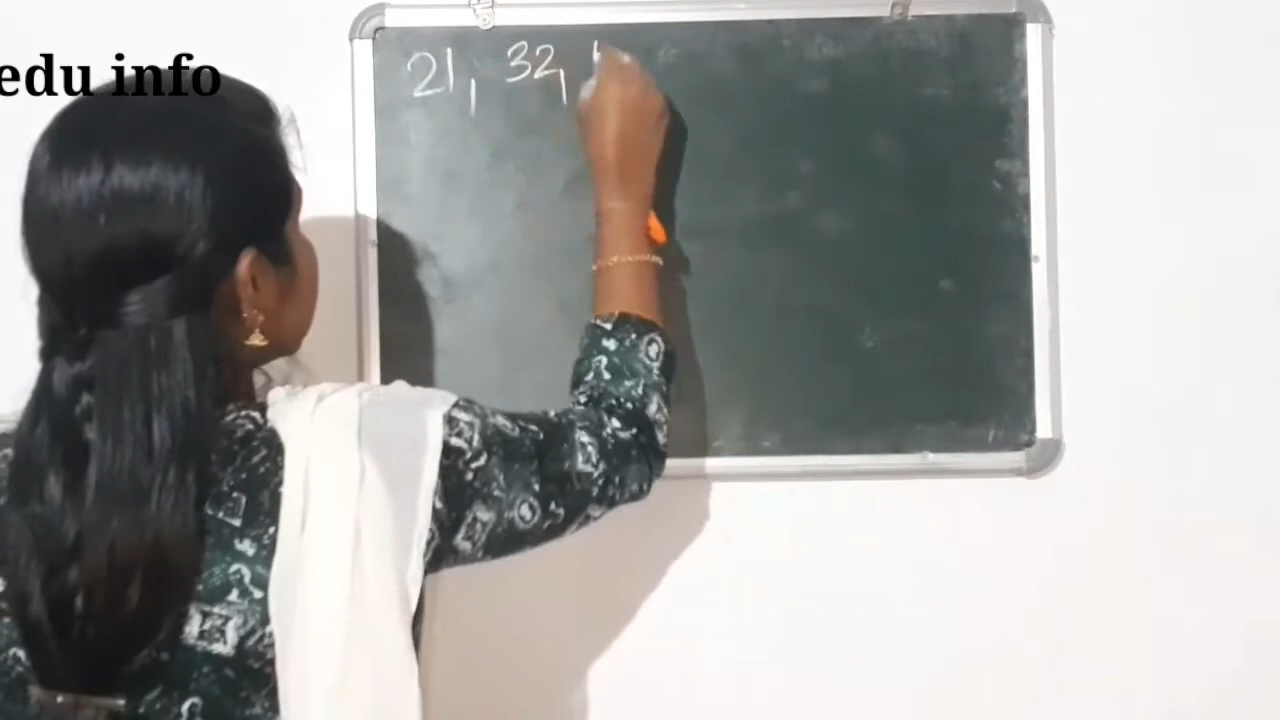 edu info
21, 32,